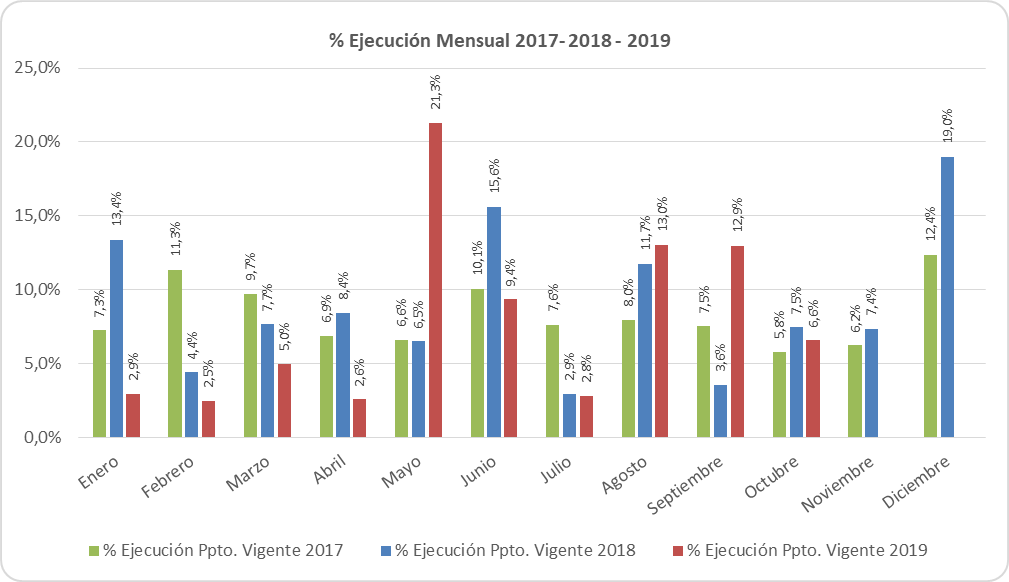 % Ejecución Mensual 2017- 2018 - 2019
25,0%
20,0%
15,0%
10,0%
5,0%
0,0%
7,3%
13,4%
2,9%
11,3%
4,4%
2,5%
9,7%
7,7%
5,0%
6,9%
8,4%
2,6%
6,6%
6,5%
21,3%
10,1%
15,6%
9,4%
7,6%
2,9%
2,8%
8,0%
11,7%
13,0%
7,5%
3,6%
12,9%
5,8%
7,5%
6,6%
6,2%
7,4%
12,4%
19,0%
Enero
Febrero
Marzo
Abril
Mayo
Junio
Julio
Agosto
Septiembre
Octubre
Noviembre
Diciembre
% Ejecución Ppto. Vigente 2017
% Ejecución Ppto. Vigente 2018
% Ejecución Ppto. Vigente 2019